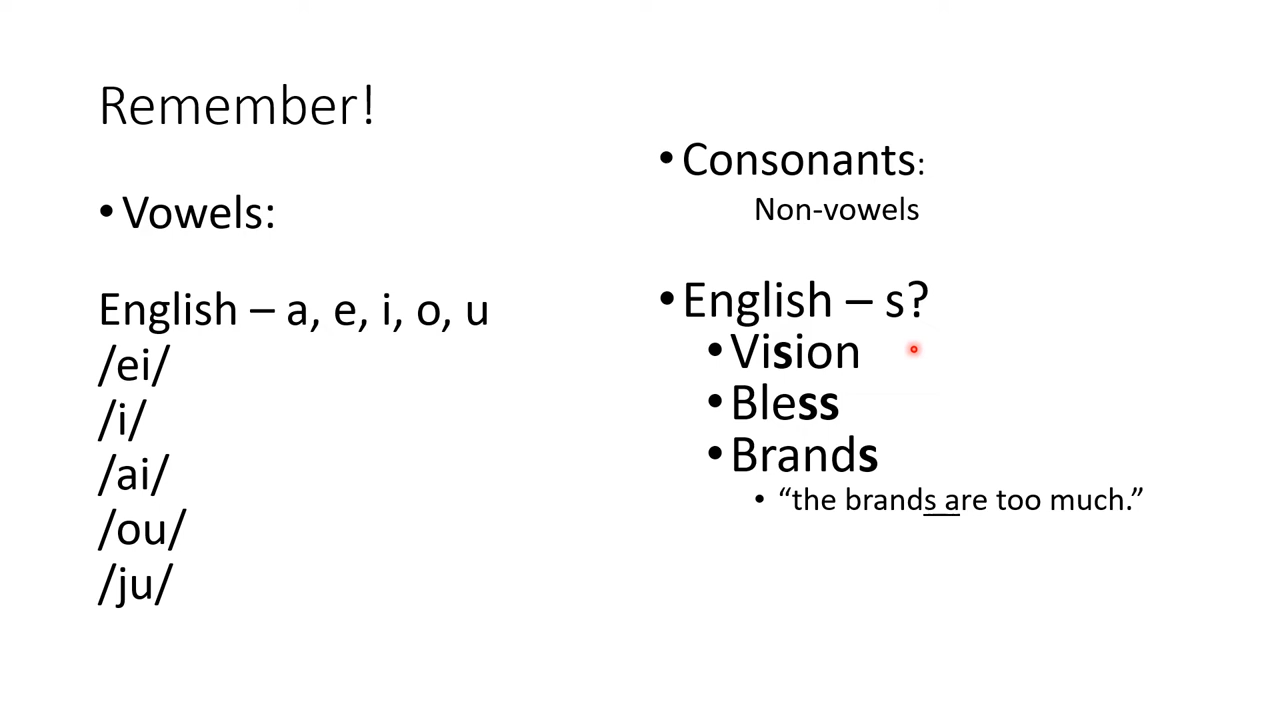 Remember!
• Vowels:
English – a, e, i, o, u
/ei/
/i/
/ai/
/ou/
/ju/
• Consonants:
Non-vowels
• English – s?
• Vision
• Bless
• Brands
• “the brands are too much.”